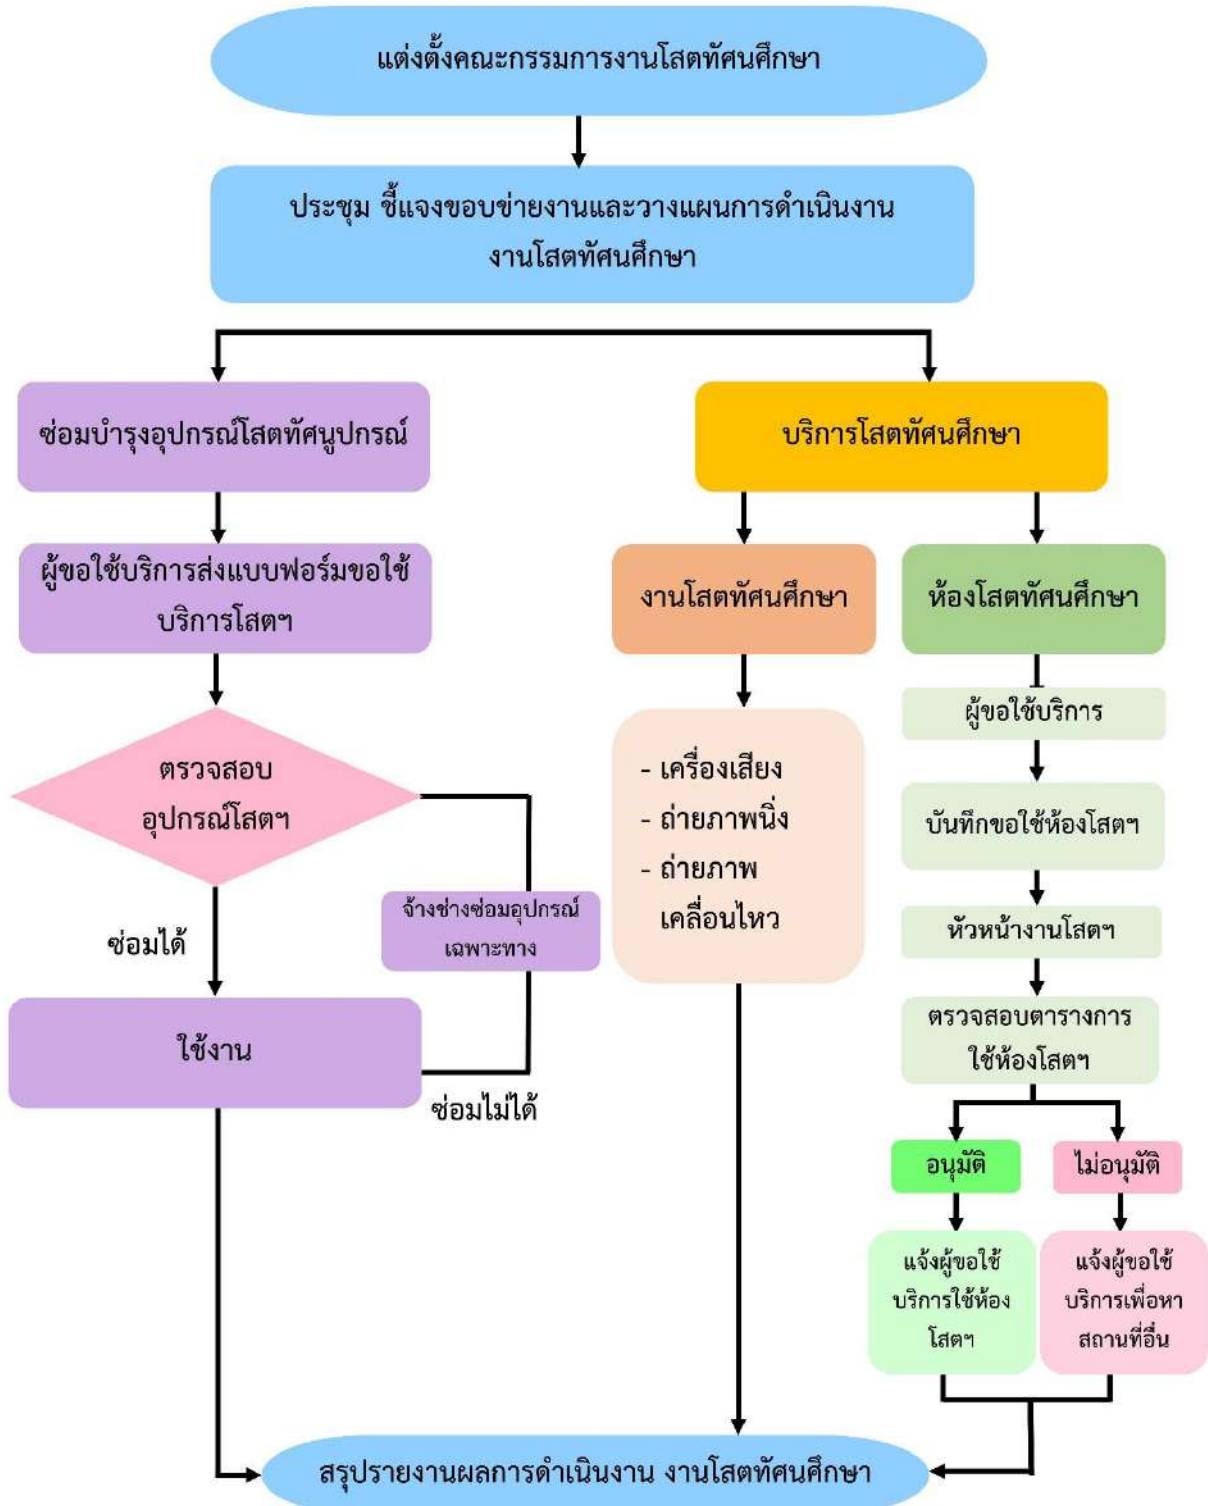 แต่งตั้งคณะกรรมการงานโสตทัศนศึกษา
ประชุม ชี้แจงขอบข่ายงานและวางแผนการดำเนินงาน
งานโสตทัศนศึกษา
ซ่อมบำรุงอุปกรณ์โสตทัศนูปกรณ์
ผู้ขอใช้บริการส่งแบบฟอร์มขอใช้
บริการโสตฯ
ตรวจสอบ
อุปกรณ์โสตฯ
ซ่อมได้
จ้างช่างซ่อมอุปกรณ์
เฉพาะทาง
ใช้งาน
ซ่อมไม่ได้
บริการโสตทัศนศึกษา
งานโสตทัศนศึกษา
- เครื่องเสียง
- ถ่ายภาพนิ่ง
- ถ่ายภาพ
เคลื่อนไหว
ห้องโสตทัศนศึกษา
ผู้ขอใช้บริการ
บันทึกขอใช้ห้องโสตฯ
หัวหน้างานโสตฯ
ตรวจสอบตารางการ
ใช้ห้องโสตฯ
อนุมัติ
แจ้งผู้ขอใช้
บริการใช้ห้อง
โสตฯ
ไม่อนุมัติ
แจ้งผู้ขอใช้
บริการเพื่อหา
สถานที่อื่น
สรุปรายงานผลการดำเนินงาน งานโสตทัศนศึกษา